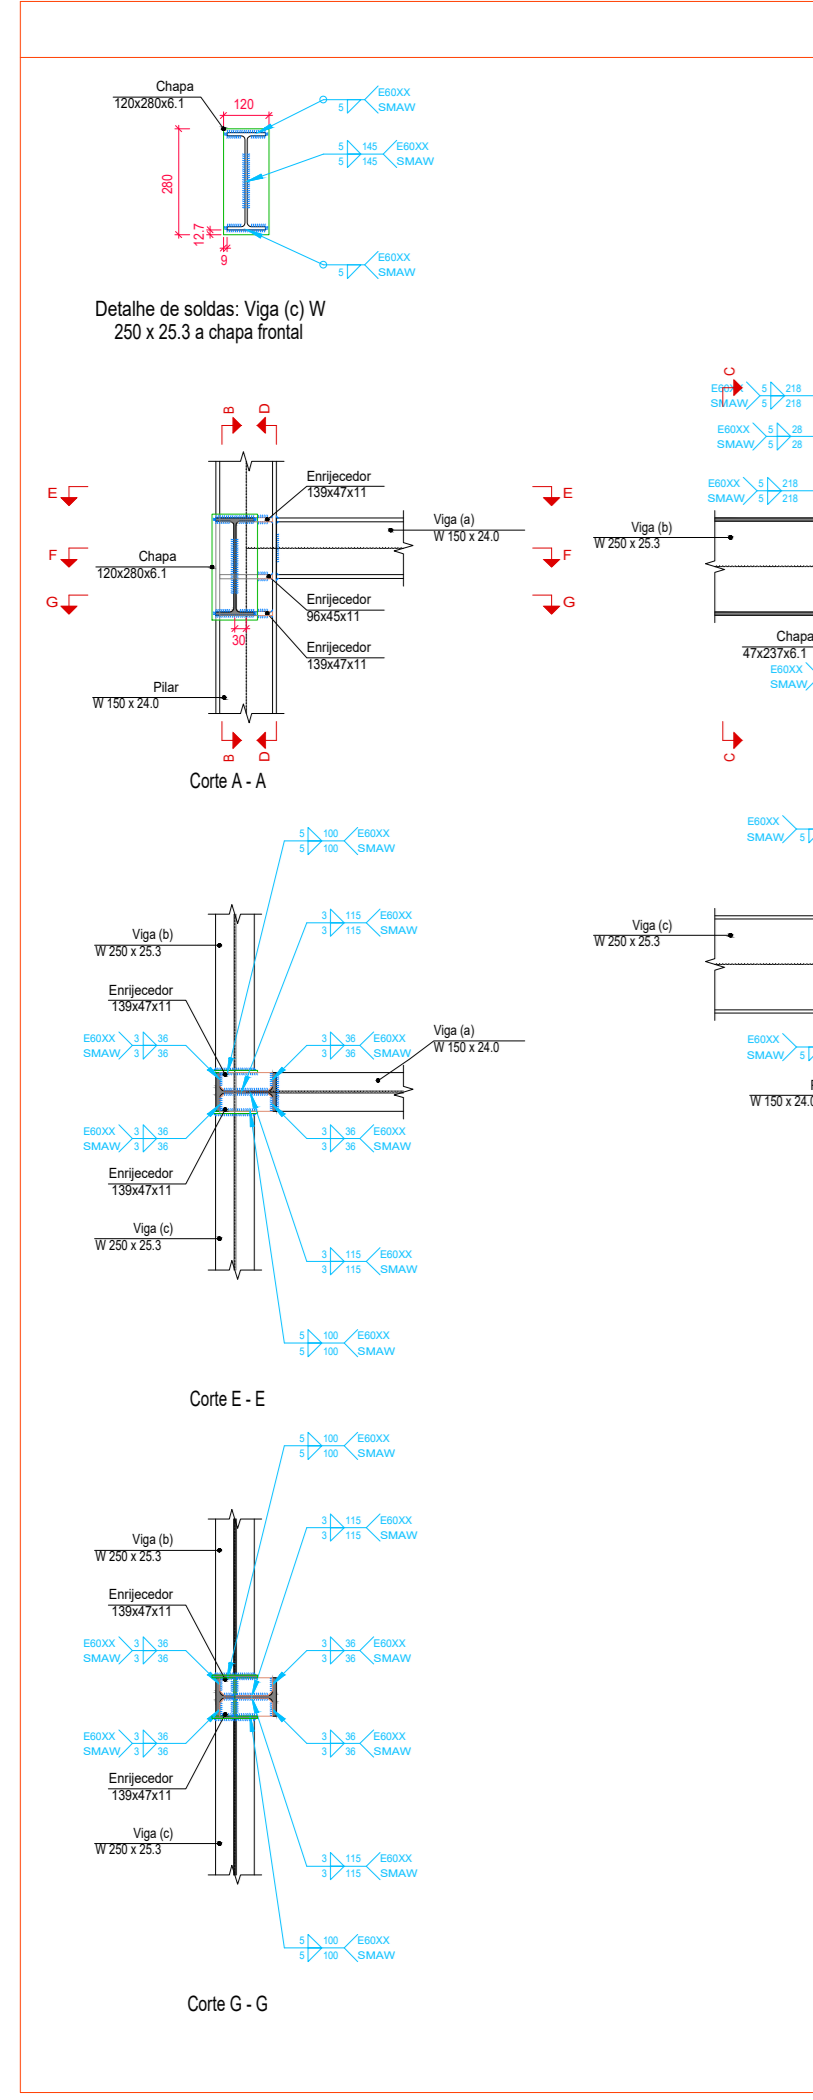 Chapa
120x280x6.1
120
280
12.7
9
E60XX
5
SMAW
5 145 E60XX
5 145 SMAW
E60XX
5
SMAW
Detalhe de soldas: Viga (c) W
250 x 25.3 a chapa frontal
B D
E E
F F
G G
Enrijecedor
139x47x11
Viga (a)
W 150 x 24.0
Chapa
120x280x6.1
Enrijecedor
96x45x11
30
Enrijecedor
139x47x11
Pilar
W 150 x 24.0
B D
Corte A - A
C
E60XX 5 218
SMAW 5 218
E60XX 5 28
SMAW 5 28
E60XX 5 218
SMAW 5 218
Viga (b)
W 250 x 25.3
Chapa
47x237x6.1
E60XX
SMAW
C
5 100 E60XX
5 100 SMAW
3 115 E60XX
3 115 SMAW
Viga (b)
W 250 x 25.3
Enrijecedor
139x47x11
E60XX 3 36
SMAW 3 36
3 36 E60XX
3 36 SMAW
Viga (a)
W 150 x 24.0
E60XX 3 36
SMAW 3 36
3 36 E60XX
3 36 SMAW
Enrijecedor
139x47x11
Viga (c)
W 250 x 25.3
3 115 E60XX
3 115 SMAW
5 100 E60XX
5 100 SMAW
Corte E - E
E60XX
SMAW 5
Viga (c)
W 250 x 25.3
E60XX
SMAW 5
W 150 x 24.0
5 100 E60XX
5 100 SMAW
3 115 E60XX
3 115 SMAW
Viga (b)
W 250 x 25.3
Enrijecedor
139x47x11
E60XX 3 36
SMAW 3 36
3 36 E60XX
3 36 SMAW
E60XX 3 36
SMAW 3 36
3 36 E60XX
3 36 SMAW
Enrijecedor
139x47x11
Viga (c)
W 250 x 25.3
3 115 E60XX
3 115 SMAW
5 100 E60XX
5 100 SMAW
Corte G - G